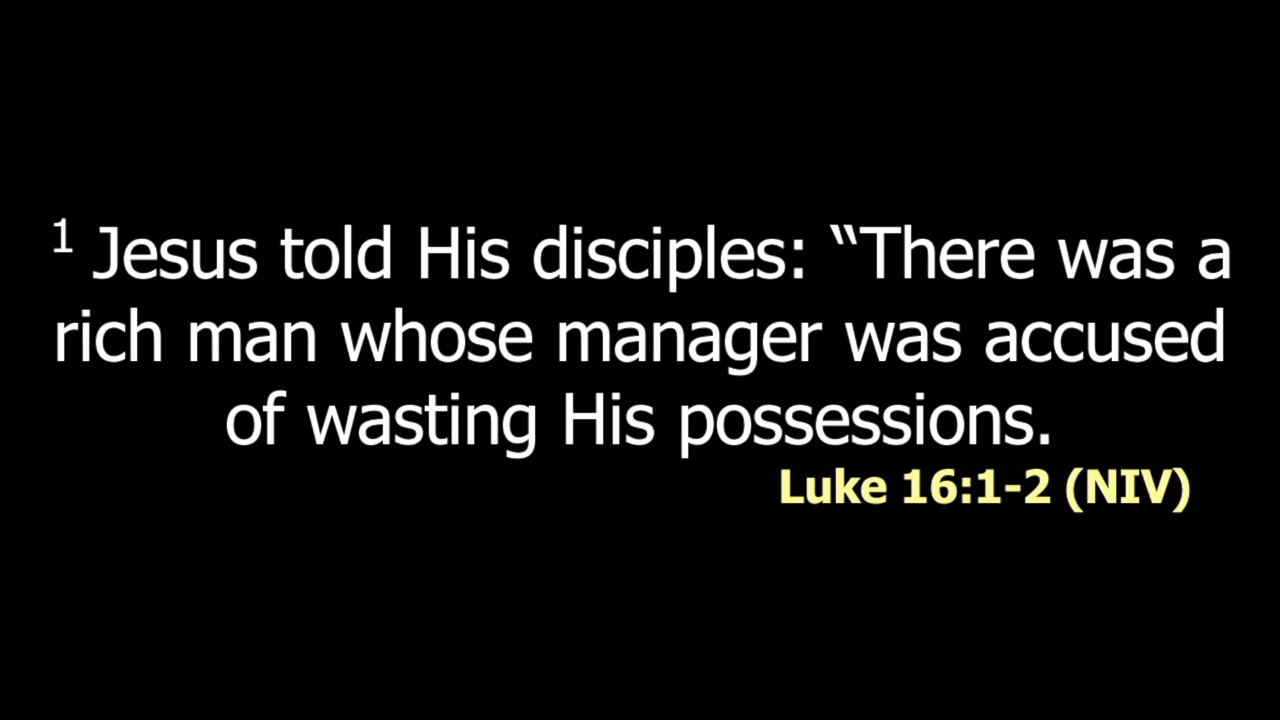 1 Jesus told His disciples: “There was a
rich man whose manager was accused
of wasting His possessions.
Luke 16:1-2 (NIV)